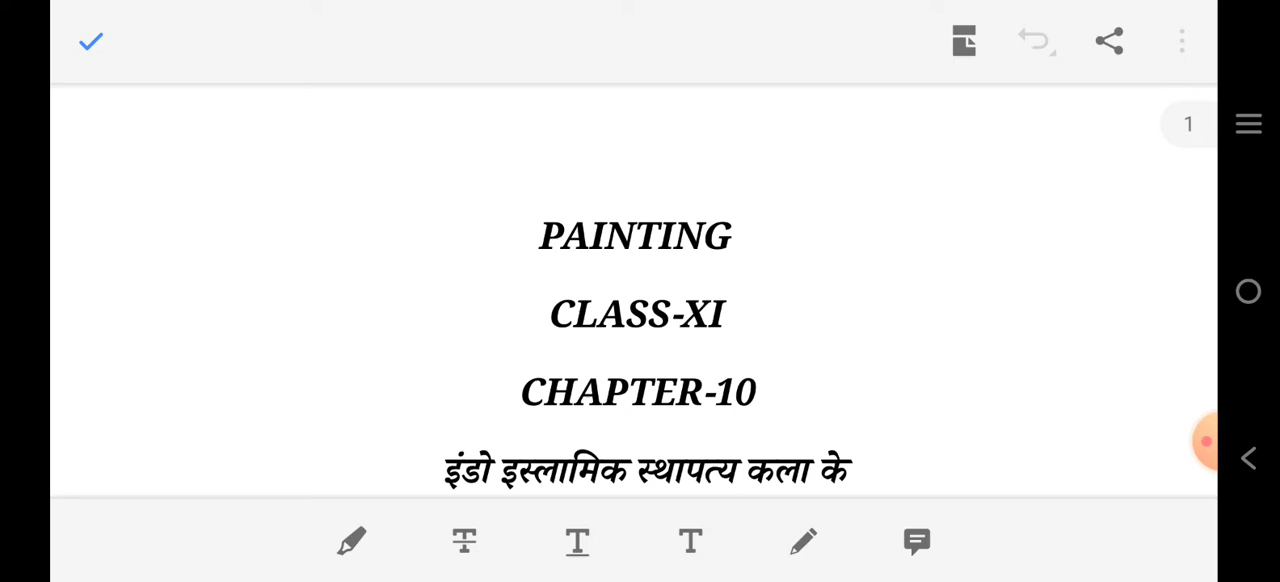 1
PAINTING
CLASS-XI
CHAPTER-10
इंडो इस्लामिक स्थापत्य कला के